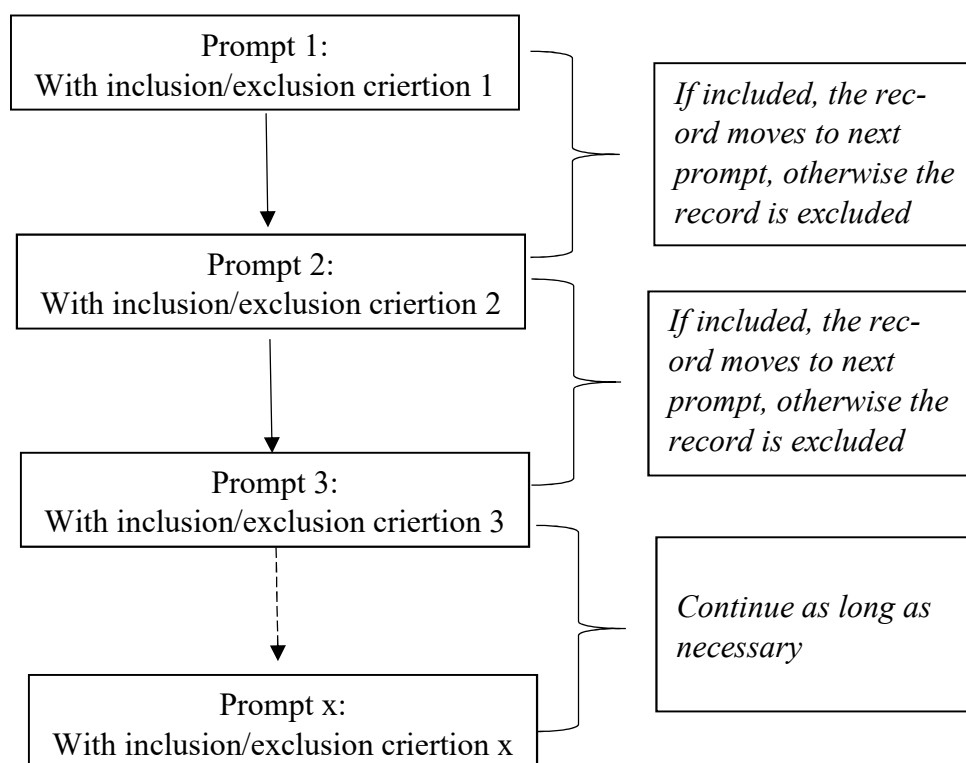 Prompt 1:
With inclusion/exclusion criertion 1
If included, the rec-
ord moves to next
prompt, otherwise the
record is excluded
Prompt 2:
With inclusion/exclusion criertion 2
If included, the rec-
ord moves to next
prompt, otherwise the
record is excluded
Prompt 3:
With inclusion/exclusion criertion 3
Continue as long as
necessary
Prompt x:
With inclusion/exclusion criertion x